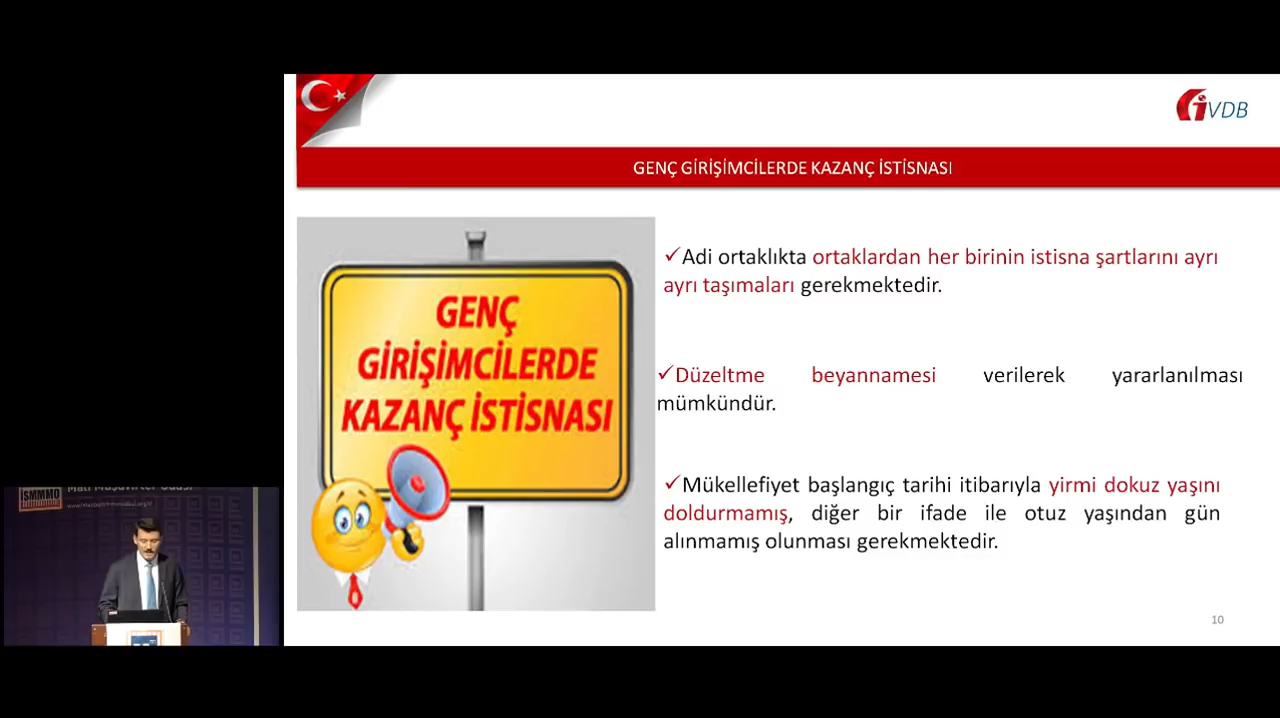 VDB
GENÇ GİRİŞİMCİLERDE KAZANÇ İSTİSNASI
GENÇ
GİRİŞİMCİLERDE
KAZANÇ İSTİSNASI
✓Adi ortaklıkta ortaklardan her birinin istisna şartlarını ayrı
ayrı taşımaları gerekmektedir.
✓Düzeltme beyannamesi verilerek yararlanılması
mümkündür.
✓Mükellefiyet başlangıç tarihi itibarıyla yirmi dokuz yaşını
doldurmamış, diğer bir ifade ile otuz yaşından gün
alınmamış olunması gerekmektedir.
10
ISMMMO
Mali Müşavirler Odası